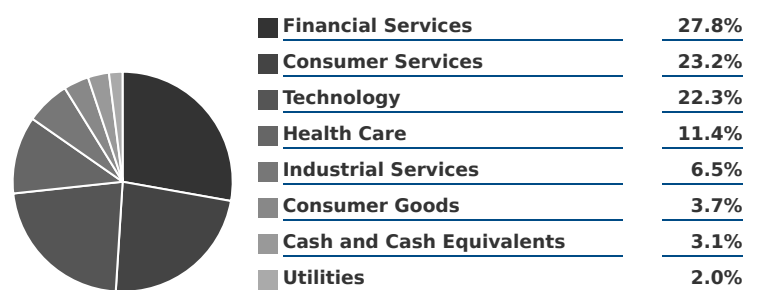 Financial Services 27.8%
Consumer Services 23.2%
Technology 22.3%
Health Care 11.4%
Industrial Services 6.5%
Consumer Goods 3.7%
Cash and Cash Equivalents 3.1%
Utilities 2.0%